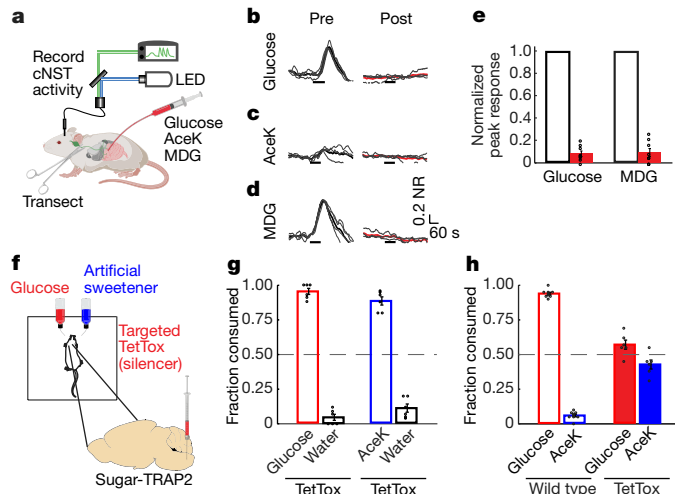 a
Record
cNST
activity
LED
Glucose
AceK
MDG
Transect
b
Pre
Post
Glucose
c
AceK
d
MDG
0.2 NR
60 s
e
Normalized
peak response
1.0
0.8
0.6
0.4
0.2
0
Glucose
MDG
f
Glucose
Artificial
sweetener
Targeted
TetTox
(silencer)
Sugar-TRAP2
g
Fraction consumed
1.00
0.75
0.50
0.25
0
Glucose
Water
AceK
Water
TetTox
TetTox
h
Fraction consumed
1.00
0.75
0.50
0.25
0
Glucose
AceK
Glucose
AceK
Wild type
TetTox